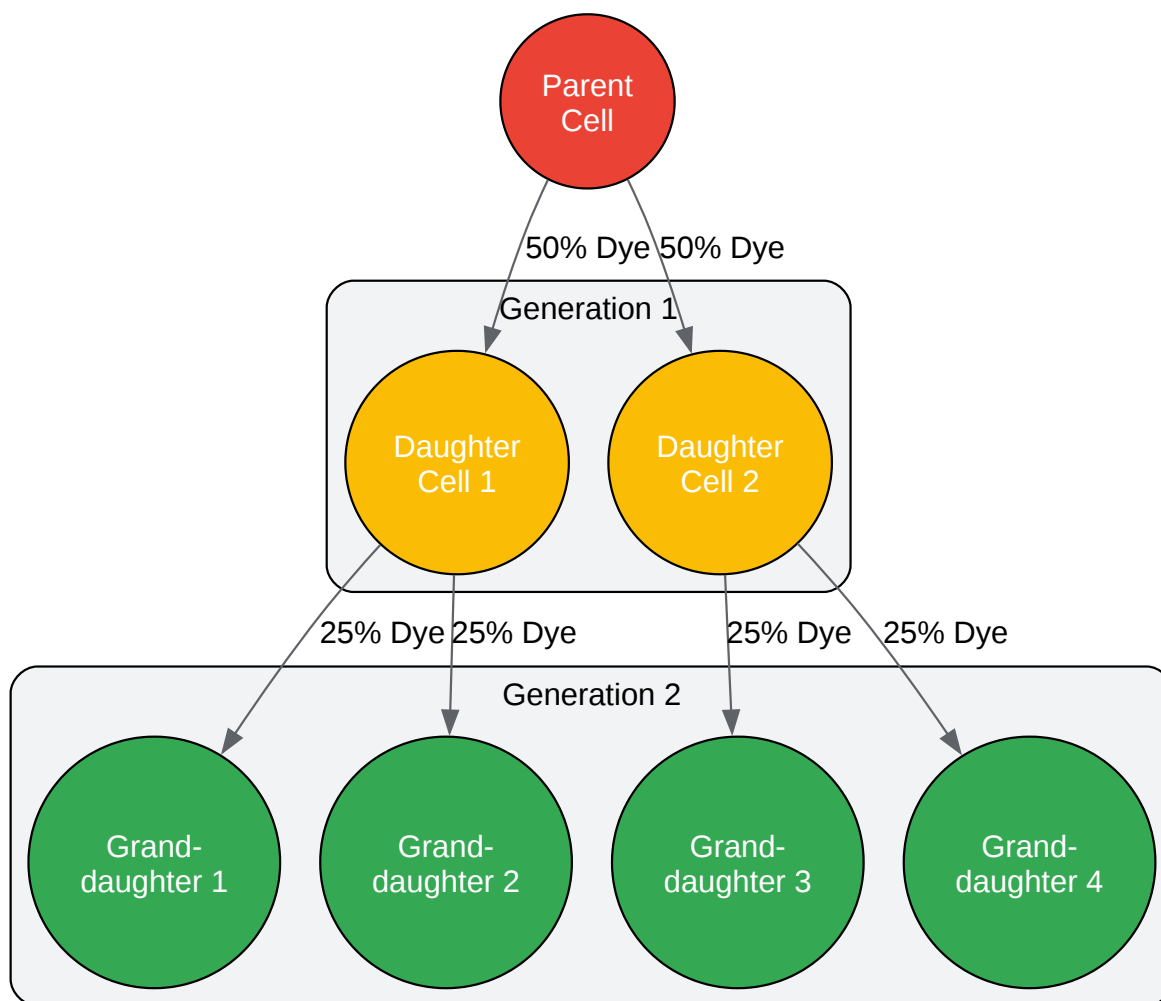 Parent
Cell
50% Dye 50% Dye
Generation 1
Daughter
Cell 1
Daughter
Cell 2
25% Dye 25% Dye 25% Dye 25% Dye
Generation 2
Grand-
daughter 1
Grand-
daughter 2
Grand-
daughter 3
Grand-
daughter 4